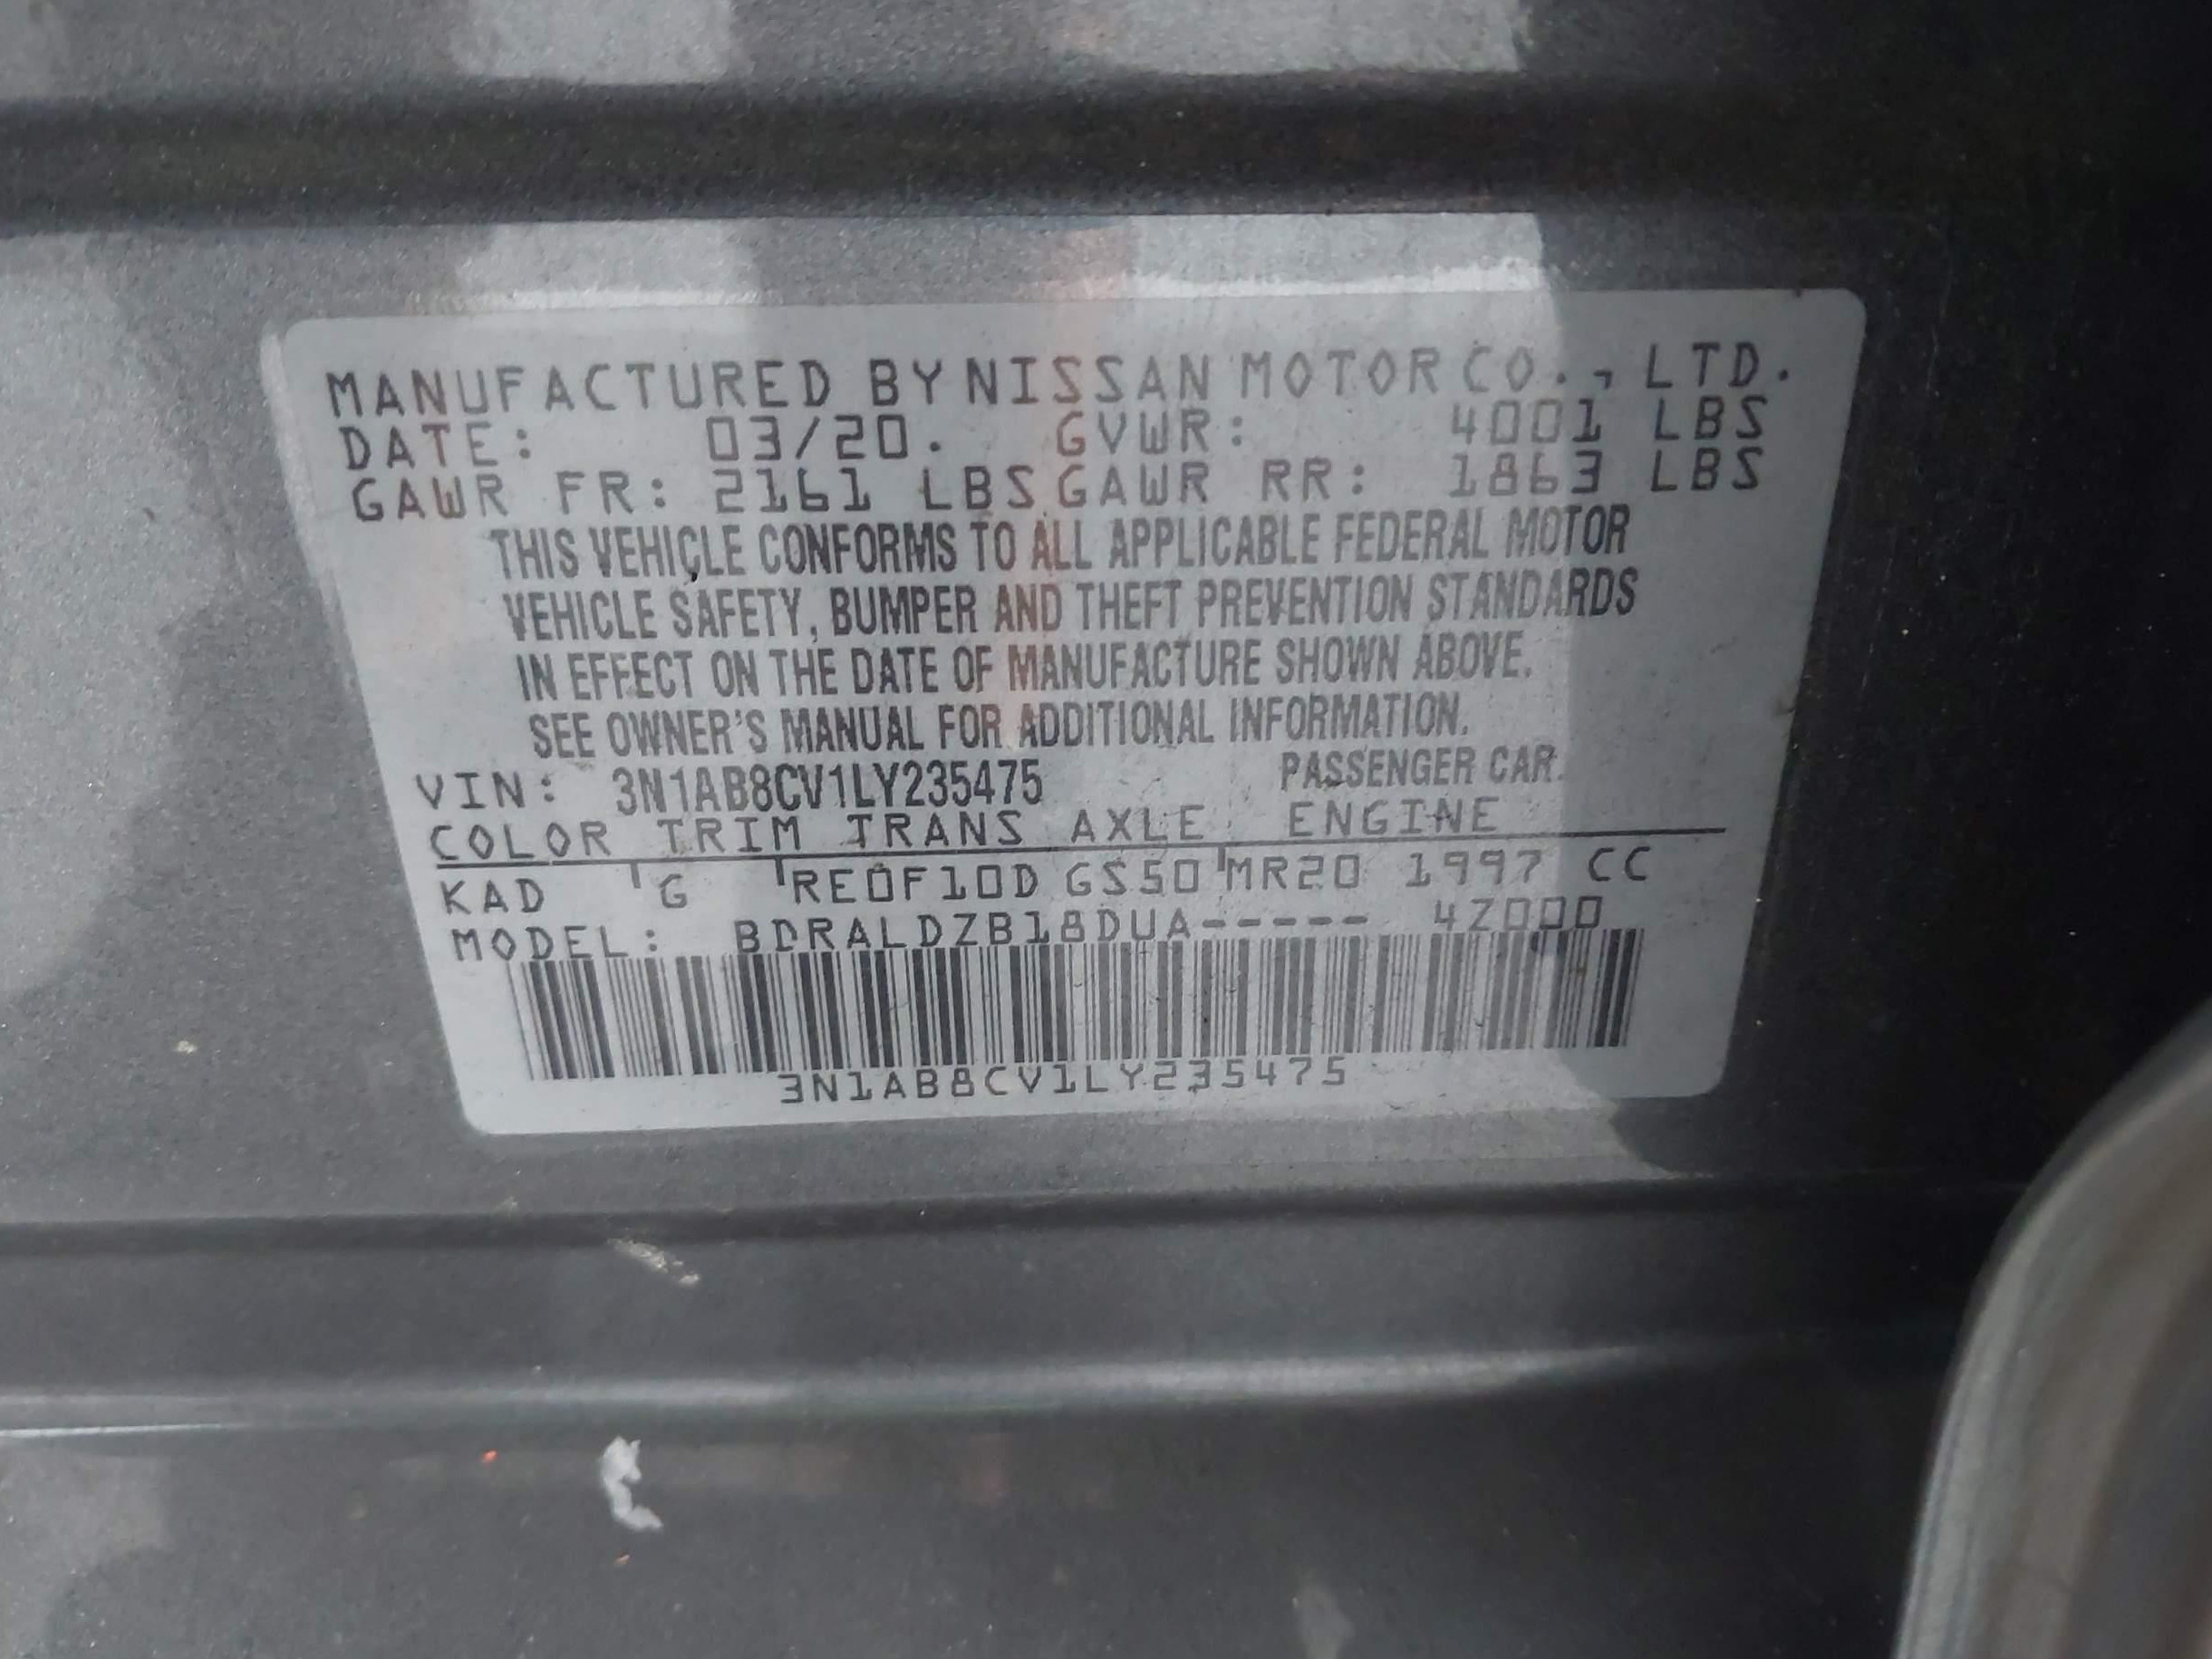 MANUFACTURED BY NISSAN MOTOR CO., LTD.
DATE: 03/20. GVWR: 4001 LBS
GAWR FR: 2161 LBS GAWR RR: 1863 LBS
THIS VEHICLE CONFORMS TO ALL APPLICABLE FEDERAL MOTOR
VEHICLE SAFETY, BUMPER AND THEFT PREVENTION STANDARDS
IN EFFECT ON THE DATE OF MANUFACTURE SHOWN ABOVE.
SEE OWNER'S MANUAL FOR ADDITIONAL INFORMATION.
VIN: 3N1AB8CV1LY235475 PASSENGER CAR.
COLOR TRIM TRANS AXLE ENGINE
KAD G RE0F10D GS50 MR20 1997 CC
MODEL: BDRALDZB18DUA----- 4Z000
3N1AB8CV1LY235475